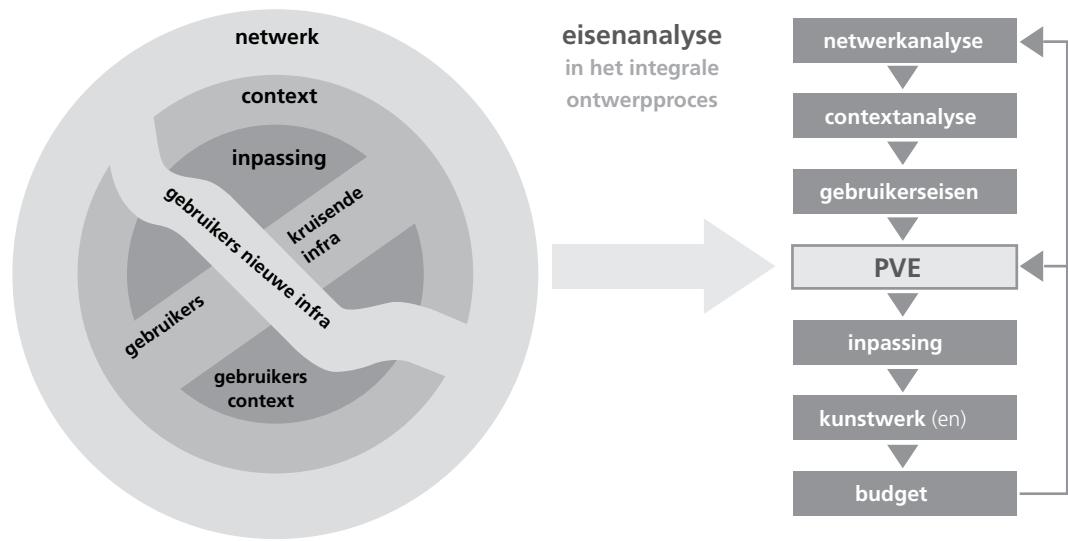 netwerk
context
inpassing
kruisende
infra
gebruikers nieuwe infra
gebruikers
gebruikers
context
eisenanalyse
in het integrale
ontwerpproces
netwerkanalyse
contextanalyse
gebruikerseisen
PVE
inpassing
kunstwerk (en)
budget